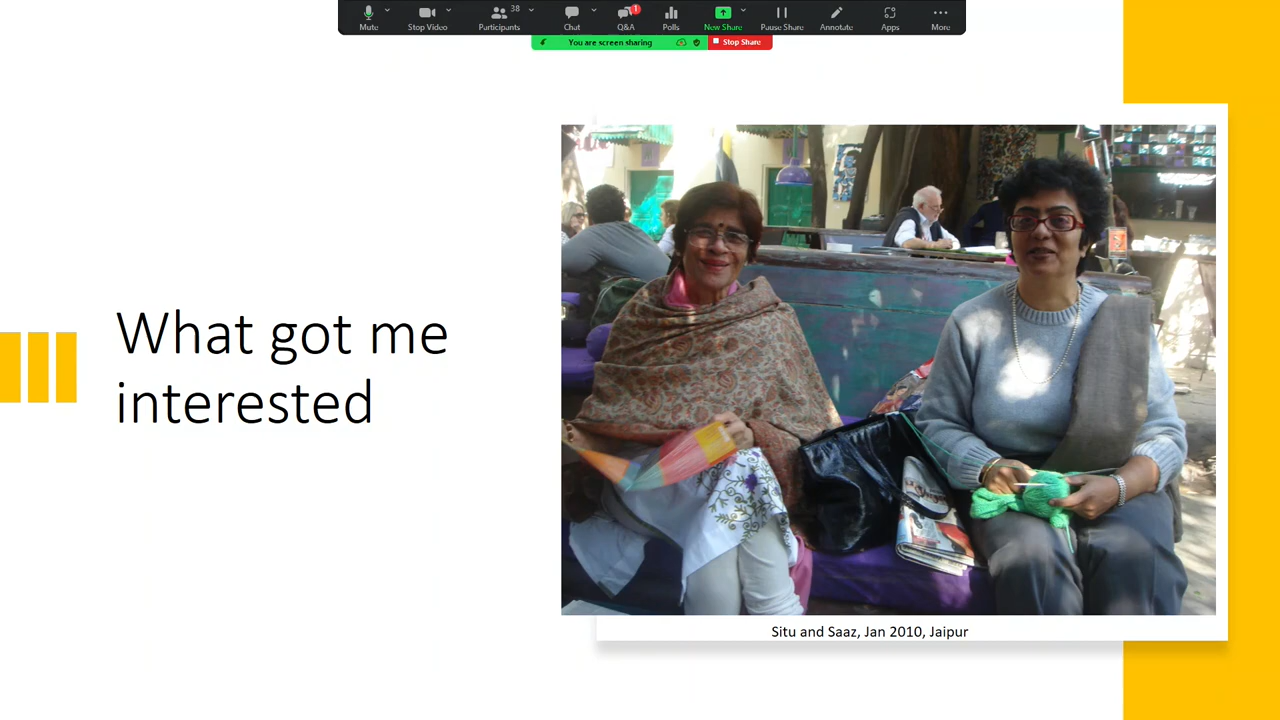 Mute
Stop Video
Participants
38
Chat
Q&A
1
Polls
New Share
Pause Share
Annotate
Apps
More
You are screen sharing
Stop Share
What got me
interested
Situ and Saaz, Jan 2010, Jaipur